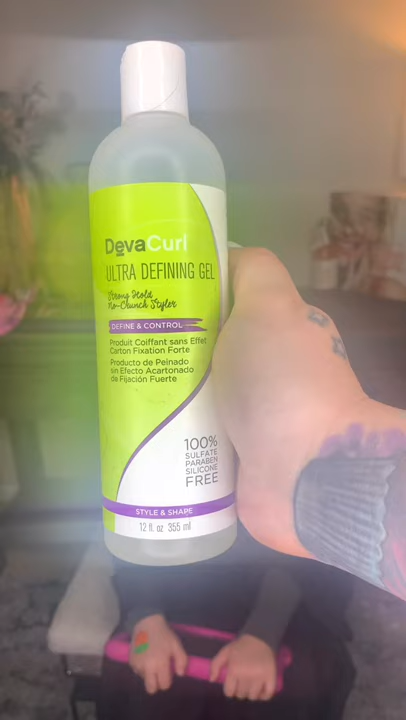 DevaCurl
ULTRA DEFINING GEL
Strong Hold
No-Crunch Styler
DEFINE & CONTROL
Produit Coiffant sans Effet
Carton Fixation Forte
Producto de Peinado
sin Efecto Acartonado
de Fijación Fuerte
100%
SULFATE
PARABEN
SILICONE
FREE
STYLE & SHAPE
12 fl. oz 355 ml